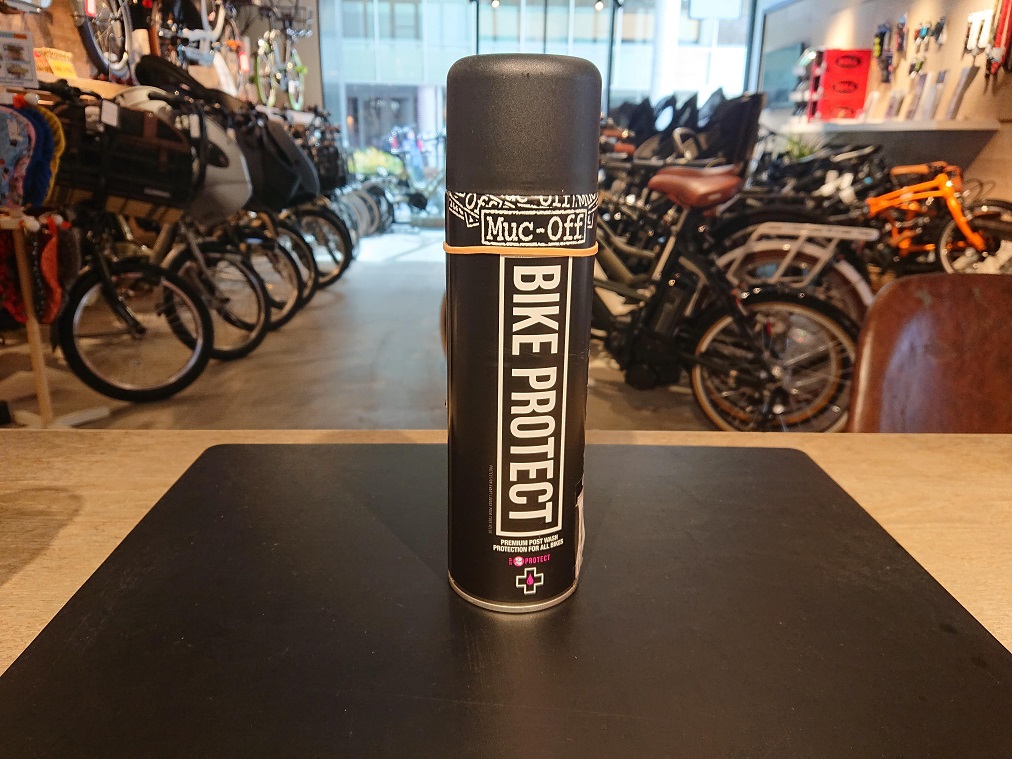 Muc-Off
BIKE PROTECT
PREMIUM POST WASH
PROTECTION FOR ALL BIKES
PROTECT